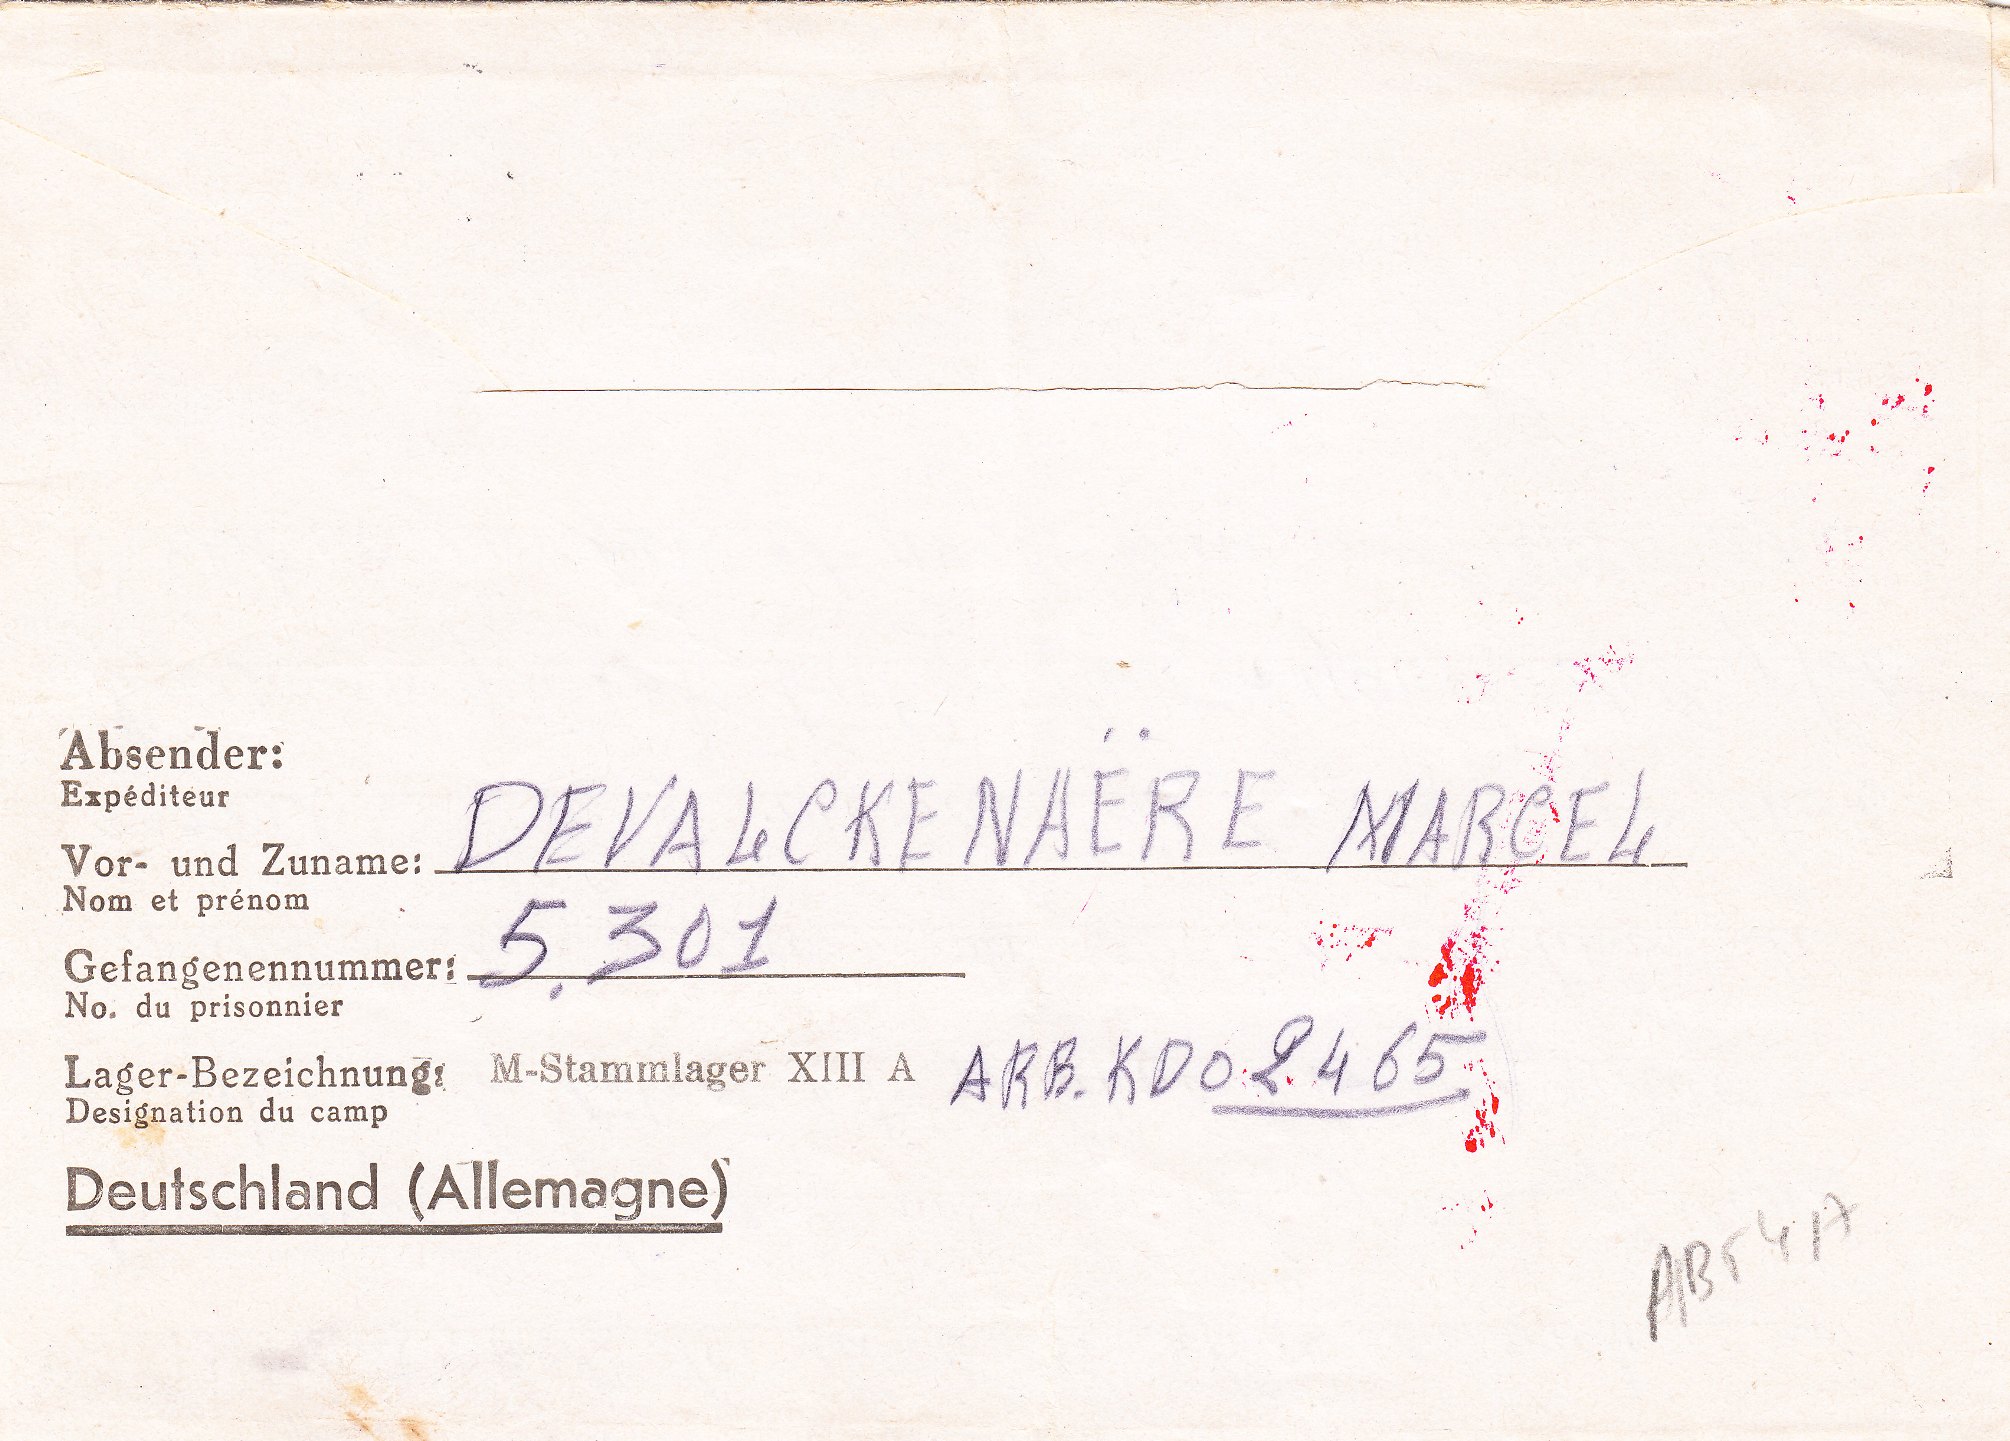 Absender:
Expéditeur
Vor- und Zuname: DEVALCKENAËRE MARCEL
Nom et prénom
Gefangenennummer: 5.301
No. du prisonnier
Lager-Bezeichnung: M-Stammlager XIII A ARB. KDO 2465
Designation du camp
Deutschland (Allemagne)